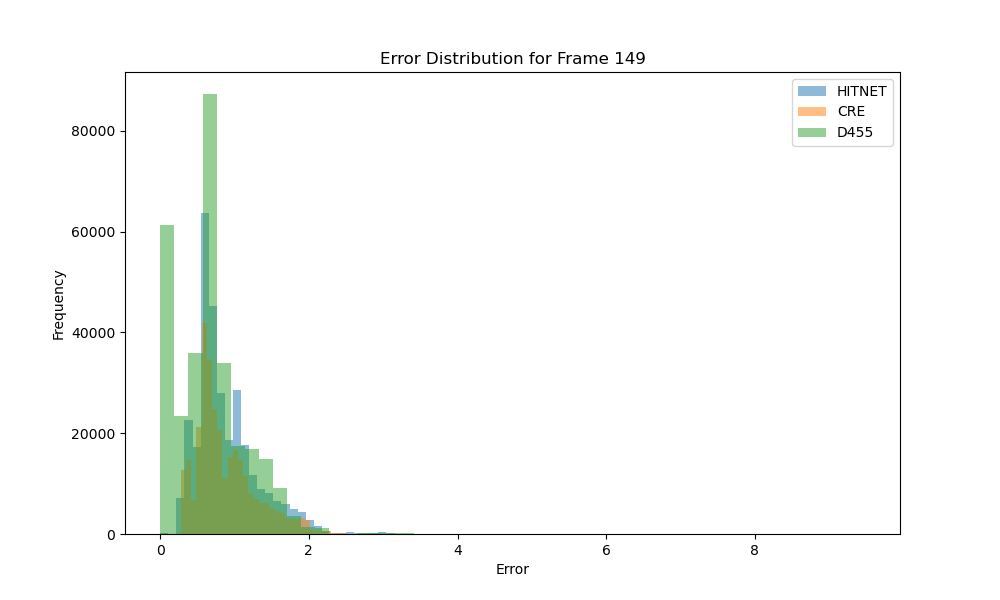 Error Distribution for Frame 149
HITNET
CRE
D455
80000
60000
40000
20000
0
Frequency
0 2 4 6 8
Error